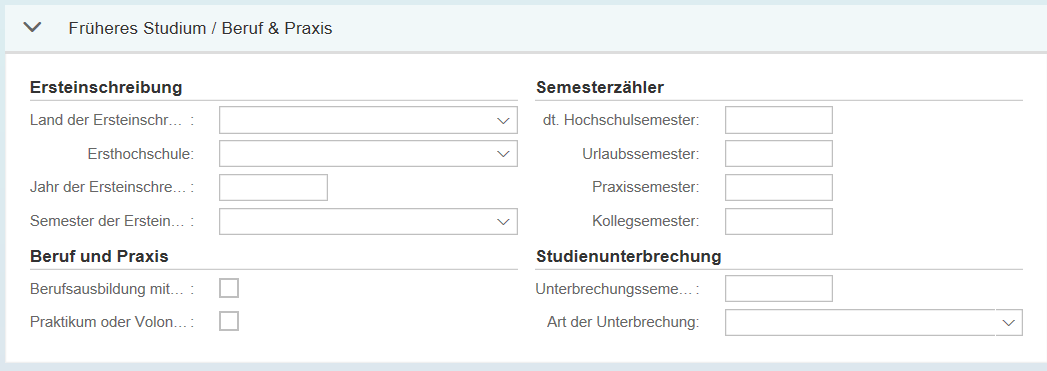 Früheres Studium / Beruf & Praxis
Ersteinschreibung
Land der Ersteinschr... :
Ersthochschule:
Jahr der Ersteinschre... :
Semester der Erstein... :
Beruf und Praxis
Berufsausbildung mit... :
Praktikum oder Volon... :
Semesterzähler
dt. Hochschulsemester:
Urlaubssemester:
Praxissemester:
Kollegsemester:
Studienunterbrechung
Unterbrechungsseme... :
Art der Unterbrechung: